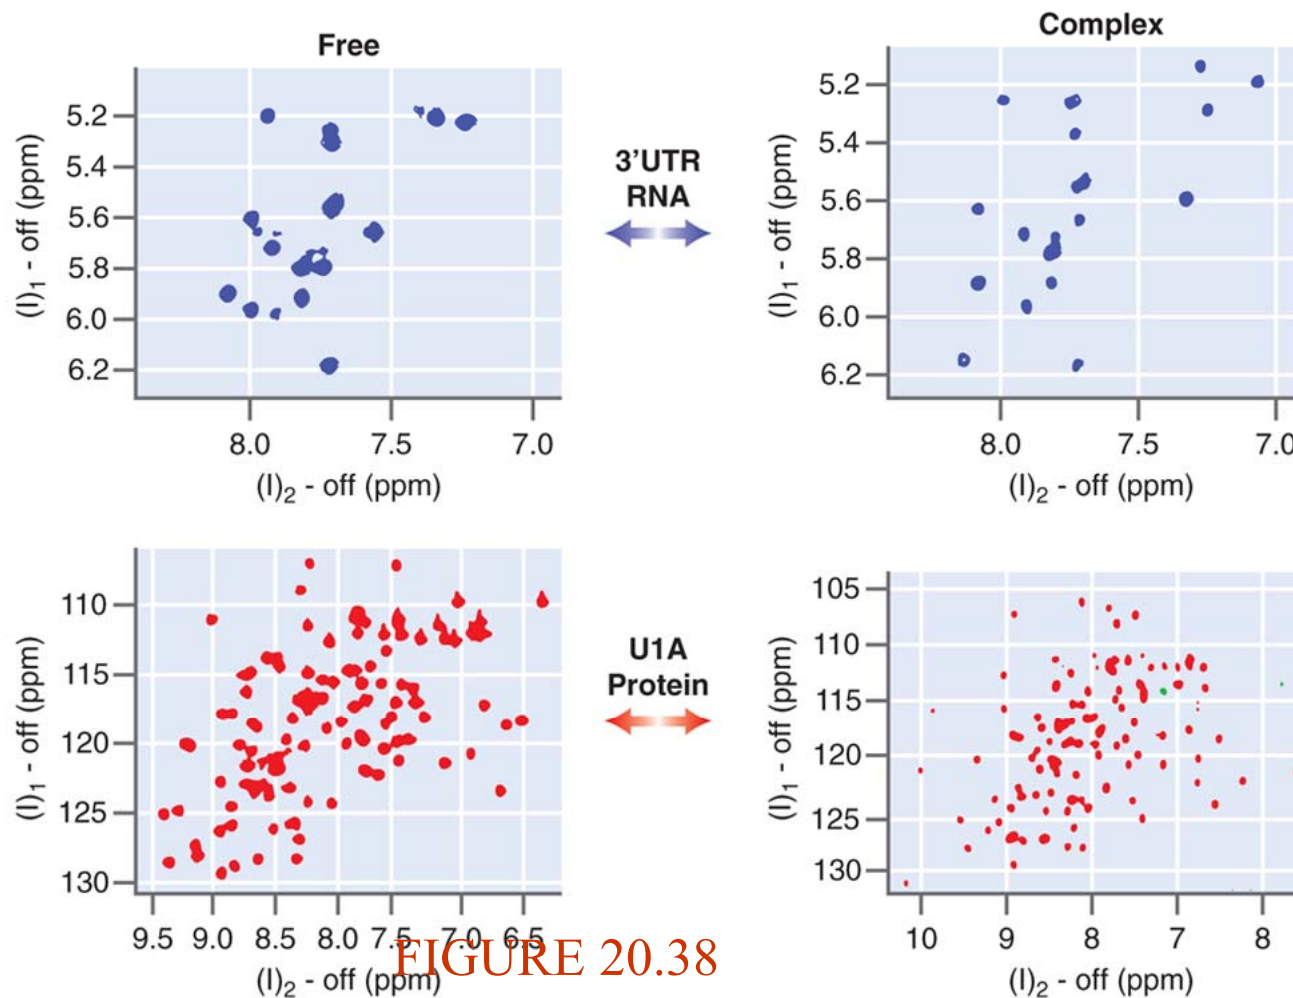 Free
Complex
5.2
5.4
5.6
5.8
6.0
6.2
(I)1 - off (ppm)
8.0 7.5 7.0
(I)2 - off (ppm)
3'UTR
RNA
5.2
5.4
5.6
5.8
6.0
6.2
(I)1 - off (ppm)
8.0 7.5 7.0
(I)2 - off (ppm)
110
115
120
125
130
(I)1 - off (ppm)
9.5 9.0 8.5 8.0 7.5 7.0 6.5
(I)2 - off (ppm)
U1A
Protein
105
110
115
120
125
130
(I)1 - off (ppm)
10 9 8 7 8
(I)2 - off (ppm)
FIGURE 20.38